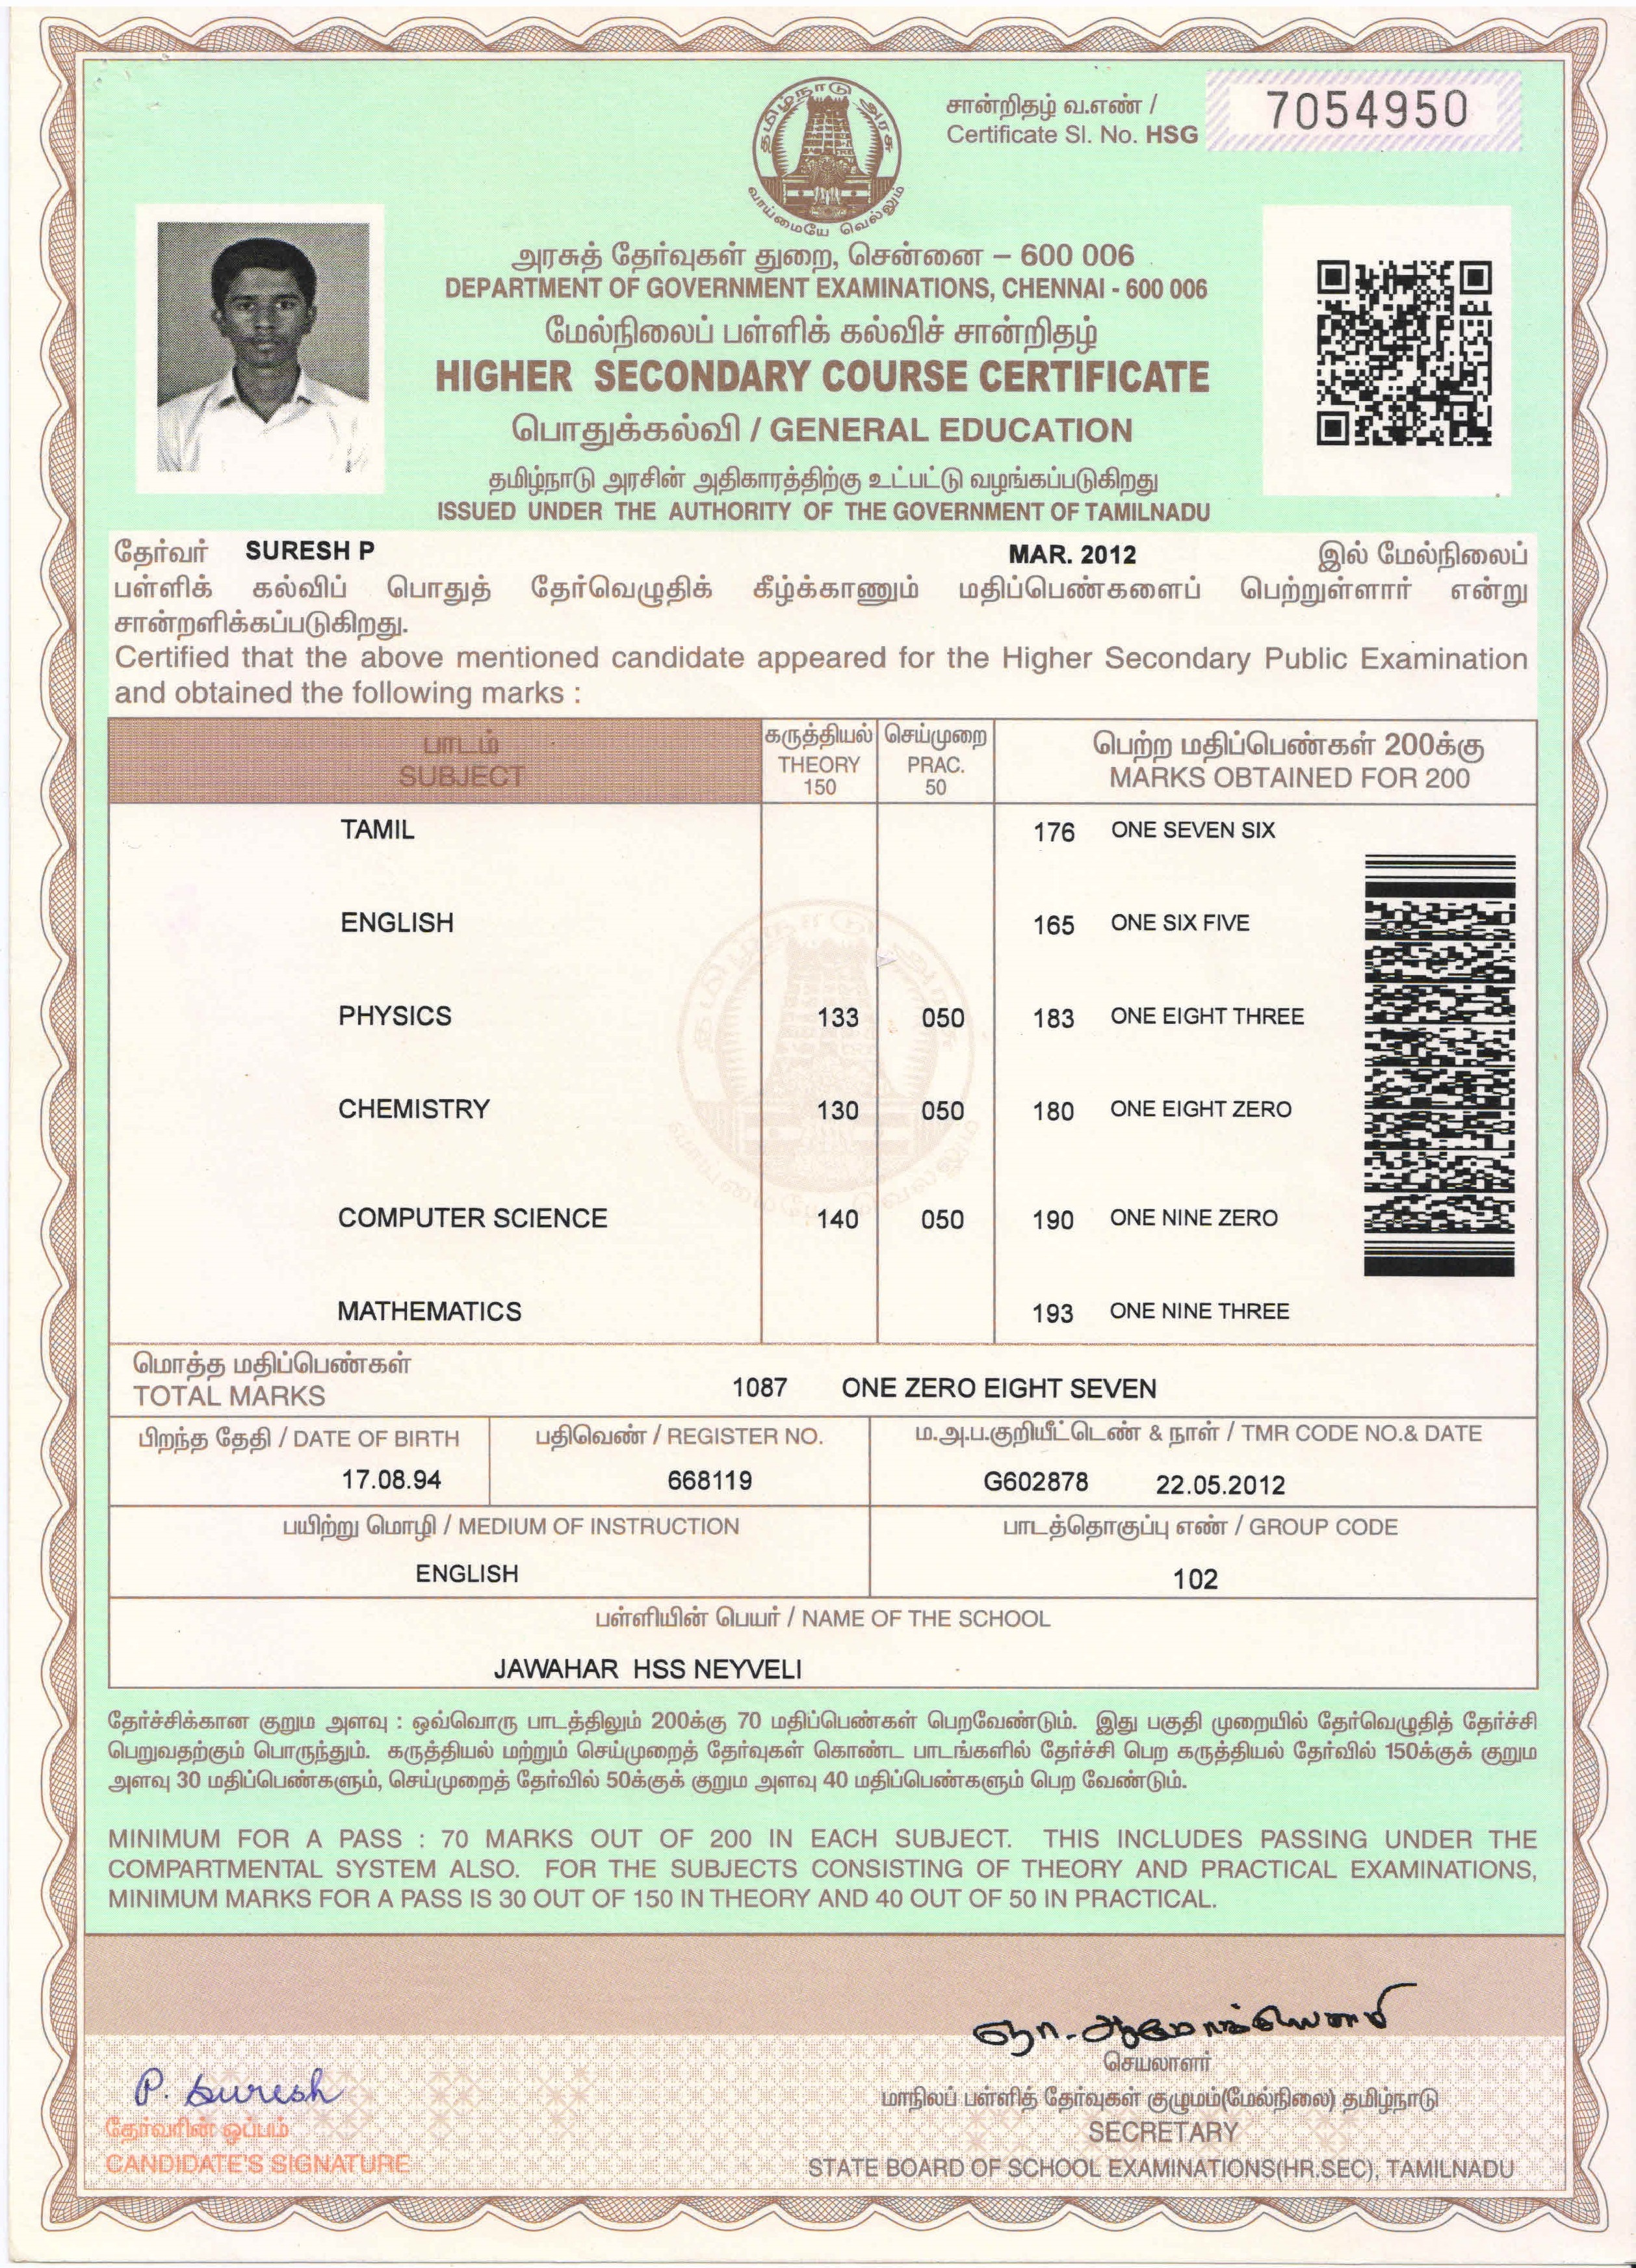 தமிழ்நாடு அரசு
வாய்மையே வெல்லும்
சான்றிதழ் வ.எண் /
Certificate Sl. No. HSG 7054950
அரசுத் தேர்வுகள் துறை, சென்னை – 600 006
DEPARTMENT OF GOVERNMENT EXAMINATIONS, CHENNAI - 600 006
மேல்நிலைப் பள்ளிக் கல்விச் சான்றிதழ்
HIGHER SECONDARY COURSE CERTIFICATE
பொதுக்கல்வி / GENERAL EDUCATION
தமிழ்நாடு அரசின் அதிகாரத்திற்கு உட்பட்டு வழங்கப்படுகிறது
ISSUED UNDER THE AUTHORITY OF THE GOVERNMENT OF TAMILNADU
தேர்வர் SURESH P MAR. 2012 இல் மேல்நிலைப்
பள்ளிக் கல்விப் பொதுத் தேர்வெழுதிக் கீழ்க்காணும் மதிப்பெண்களைப் பெற்றுள்ளார் என்று
சான்றளிக்கப்படுகிறது.
Certified that the above mentioned candidate appeared for the Higher Secondary Public Examination
and obtained the following marks :
பாடம் கருத்தியல் செய்முறை பெற்ற மதிப்பெண்கள் 200க்கு
SUBJECT THEORY PRAC. MARKS OBTAINED FOR 200
150 50
TAMIL 176 ONE SEVEN SIX
ENGLISH 165 ONE SIX FIVE
PHYSICS 133 050 183 ONE EIGHT THREE
CHEMISTRY 130 050 180 ONE EIGHT ZERO
COMPUTER SCIENCE 140 050 190 ONE NINE ZERO
MATHEMATICS 193 ONE NINE THREE
மொத்த மதிப்பெண்கள்
TOTAL MARKS 1087 ONE ZERO EIGHT SEVEN
பிறந்த தேதி / DATE OF BIRTH பதிவெண் / REGISTER NO. ம.அ.ப.குறியீட்டெண் & நாள் / TMR CODE NO.& DATE
17.08.94 668119 G602878 22.05.2012
பயிற்று மொழி / MEDIUM OF INSTRUCTION பாடத்தொகுப்பு எண் / GROUP CODE
ENGLISH 102
பள்ளியின் பெயர் / NAME OF THE SCHOOL
JAWAHAR HSS NEYVELI
தேர்ச்சிக்கான குறும அளவு : ஒவ்வொரு பாடத்திலும் 200க்கு 70 மதிப்பெண்கள் பெறவேண்டும். இது பகுதி முறையில் தேர்வெழுதித் தேர்ச்சி
பெறுவதற்கும் பொருந்தும். கருத்தியல் மற்றும் செய்முறைத் தேர்வுகள் கொண்ட பாடங்களில் தேர்ச்சி பெற கருத்தியல் தேர்வில் 150க்குக் குறும
அளவு 30 மதிப்பெண்களும், செய்முறைத் தேர்வில் 50க்குக் குறும அளவு 40 மதிப்பெண்களும் பெற வேண்டும்.
MINIMUM FOR A PASS : 70 MARKS OUT OF 200 IN EACH SUBJECT. THIS INCLUDES PASSING UNDER THE
COMPARTMENTAL SYSTEM ALSO. FOR THE SUBJECTS CONSISTING OF THEORY AND PRACTICAL EXAMINATIONS,
MINIMUM MARKS FOR A PASS IS 30 OUT OF 150 IN THEORY AND 40 OUT OF 50 IN PRACTICAL.
P. Suresh
தேர்வரின் ஒப்பம்
CANDIDATE'S SIGNATURE
செயலாளர்
மாநிலப் பள்ளித் தேர்வுகள் குழுமம்(மேல்நிலை) தமிழ்நாடு
SECRETARY
STATE BOARD OF SCHOOL EXAMINATIONS(HR.SEC), TAMILNADU